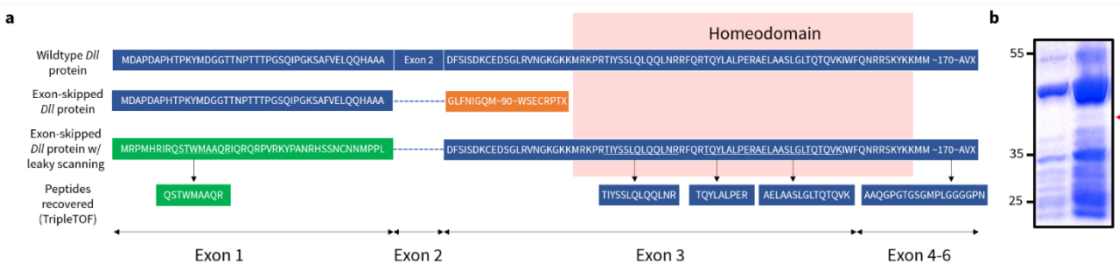 a
b
Homeodomain
Wildtype Dll
protein
MDAPDAPHTPKYMDGGTTNPTTTPGSQIPGKSAFVELQQHAAA
Exon 2
DFSISDKCEDSGLRVNGKGKKMRKPRTIYSSLQLQQLNRRFQRTQYLALPERAELAASLGLTQTQVKIWFQNRRSKYKKMM ~170~AVX
Exon-skipped
Dll protein
MDAPDAPHTPKYMDGGTTNPTTTPGSQIPGKSAFVELQQHAAA
GLFNIGQM~90~WSECRPTX
Exon-skipped
Dll protein w/
leaky scanning
MRPMHRIRQSTWMAAQRIQRQRPVRKYPANRHSSNCNNMPPL
DFSISDKCEDSGLRVNGKGKKMRKPRTIYSSLQLQQLNRRFQRTQYLALPERAELAASLGLTQTQVKIWFQNRRSKYKKMM ~170~AVX
Peptides
recovered
(TripleTOF)
QSTWMAAQR
TIYSSLQLQQLNR
TQYLALPER
AELAASLGLTQTQVK
AAQGPGTGSGMPLGGGGPN
Exon 1
Exon 2
Exon 3
Exon 4-6
55
35
25